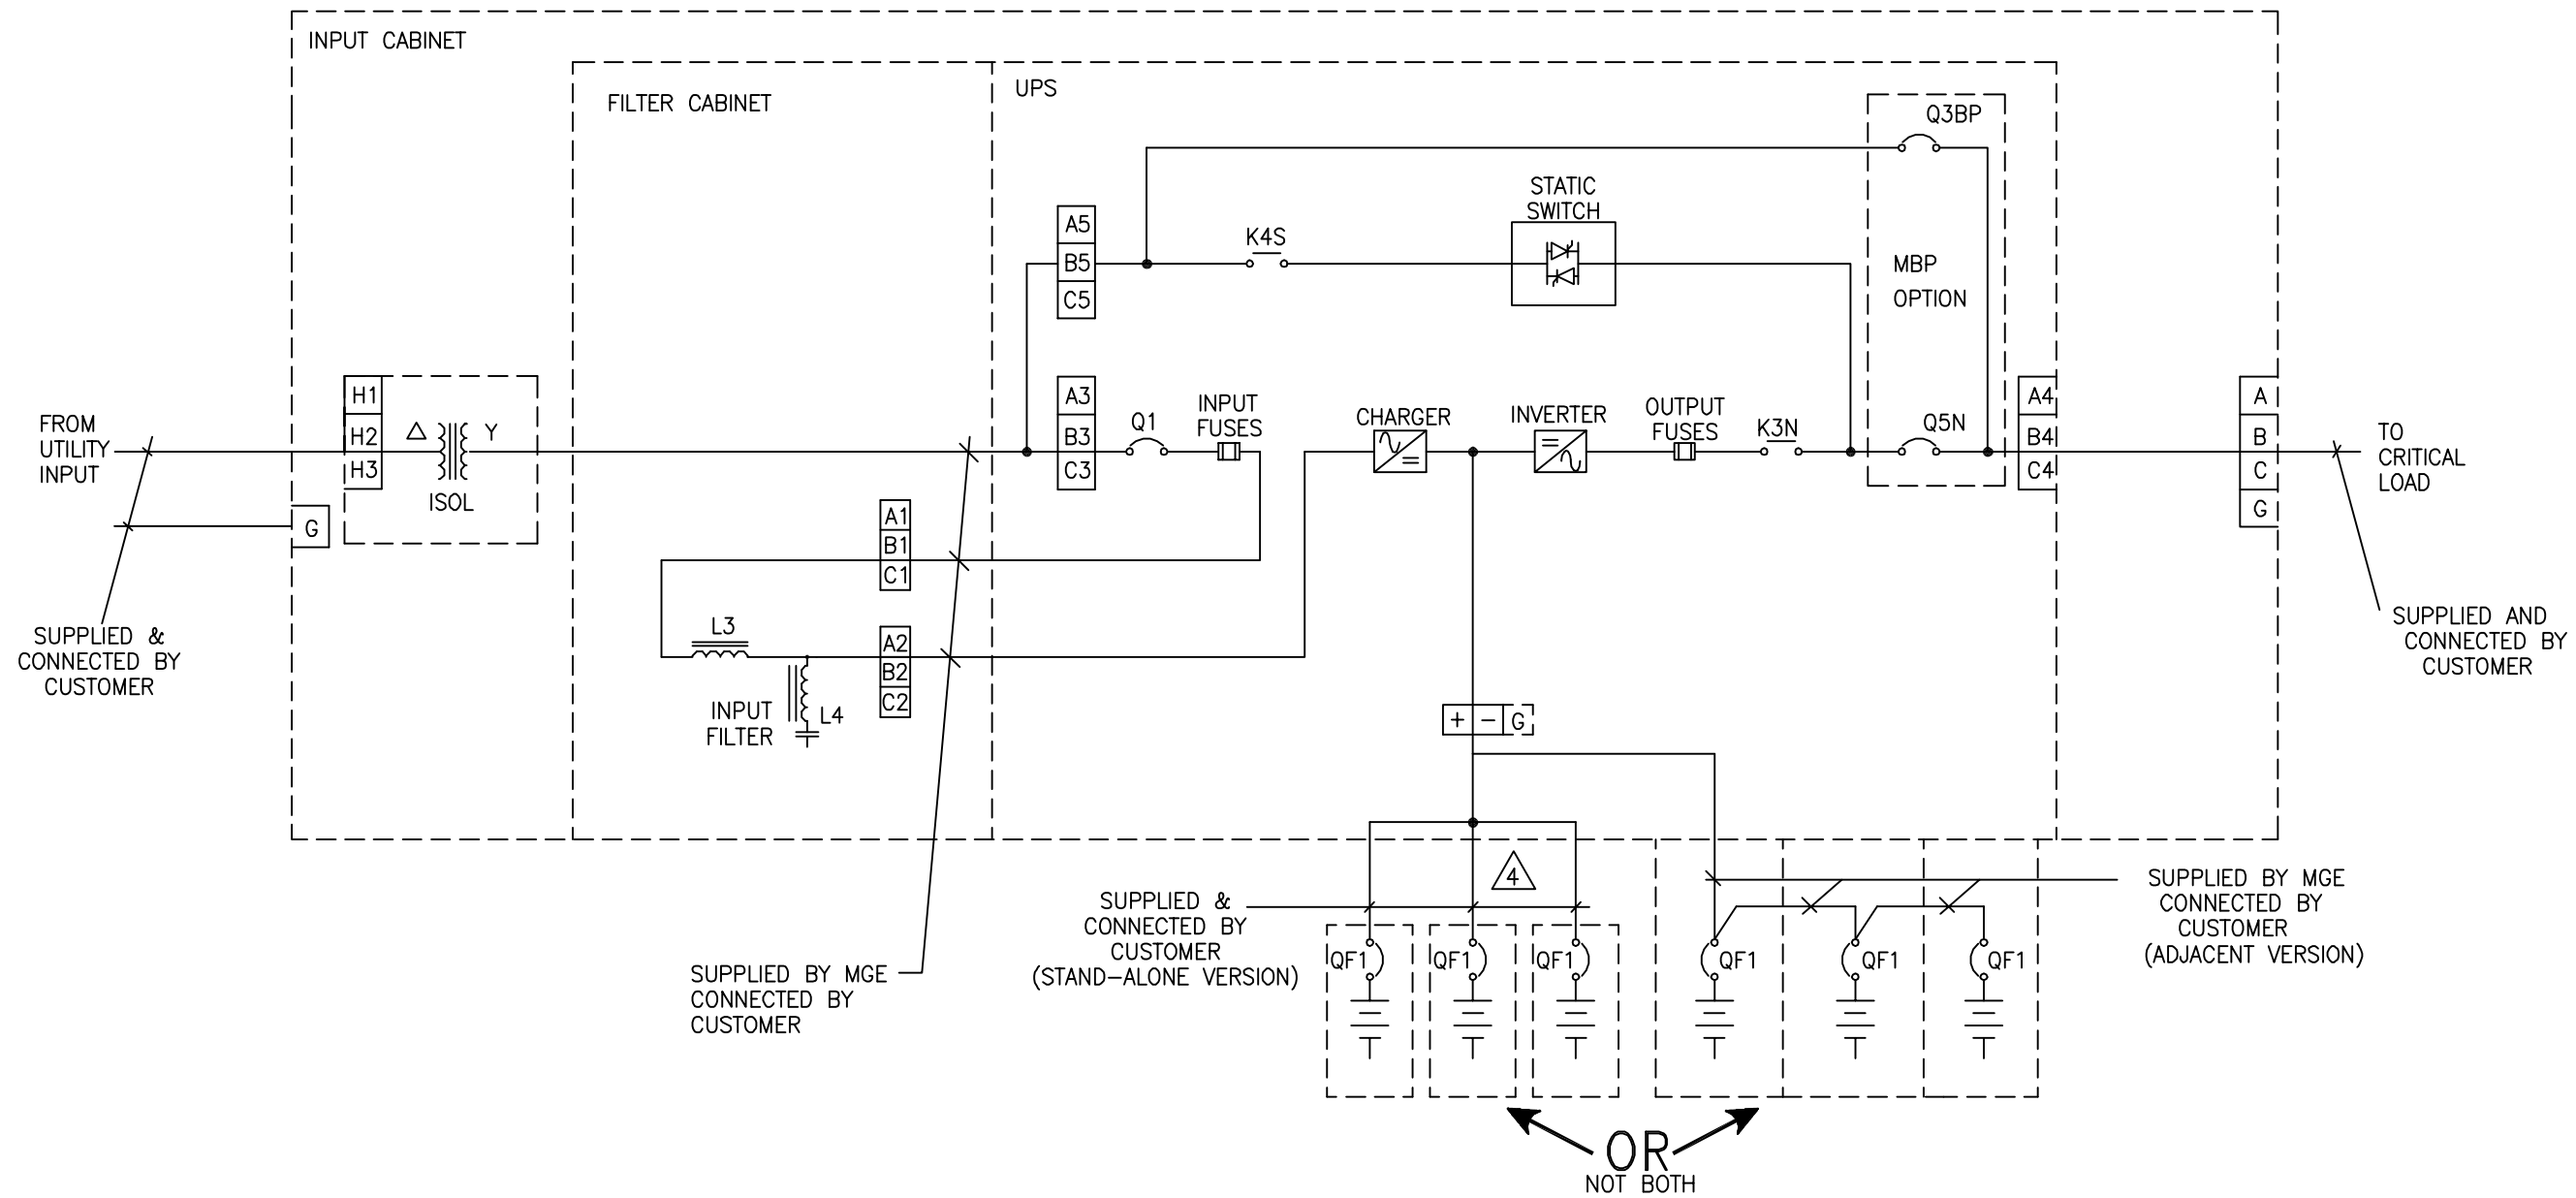 INPUT CABINET
FILTER CABINET
UPS
Q3BP
MBP
OPTION
STATIC
SWITCH
K4S
A5
B5
C5
FROM
UTILITY
INPUT
H1
H2
H3
Y
ISOL
G
A3
B3
C3
Q1
INPUT
FUSES
CHARGER
INVERTER
OUTPUT
FUSES
K3N
Q5N
A4
B4
C4
A
B
C
G
TO
CRITICAL
LOAD
SUPPLIED &
CONNECTED BY
CUSTOMER
A1
B1
C1
L3
A2
B2
C2
INPUT
FILTER
L4
+ − G
SUPPLIED AND
CONNECTED BY
CUSTOMER
4
SUPPLIED &
CONNECTED BY
CUSTOMER
(STAND-ALONE VERSION)
SUPPLIED BY MGE
CONNECTED BY
CUSTOMER
(ADJACENT VERSION)
SUPPLIED BY MGE
CONNECTED BY
CUSTOMER
QF1
QF1
QF1
QF1
QF1
QF1
OR
NOT BOTH